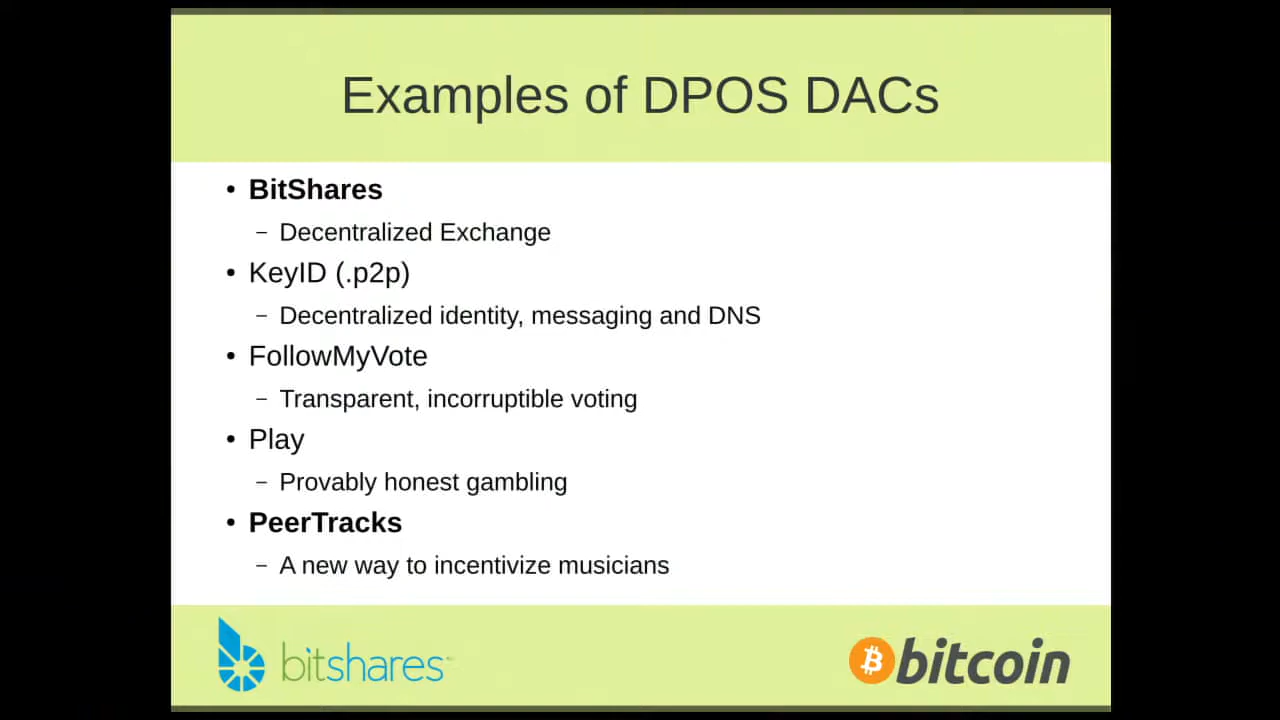 Examples of DPOS DACs
• BitShares
– Decentralized Exchange
• KeyID (.p2p)
– Decentralized identity, messaging and DNS
• FollowMyVote
– Transparent, incorruptible voting
• Play
– Provably honest gambling
• PeerTracks
– A new way to incentivize musicians
bitshares™
bitcoin